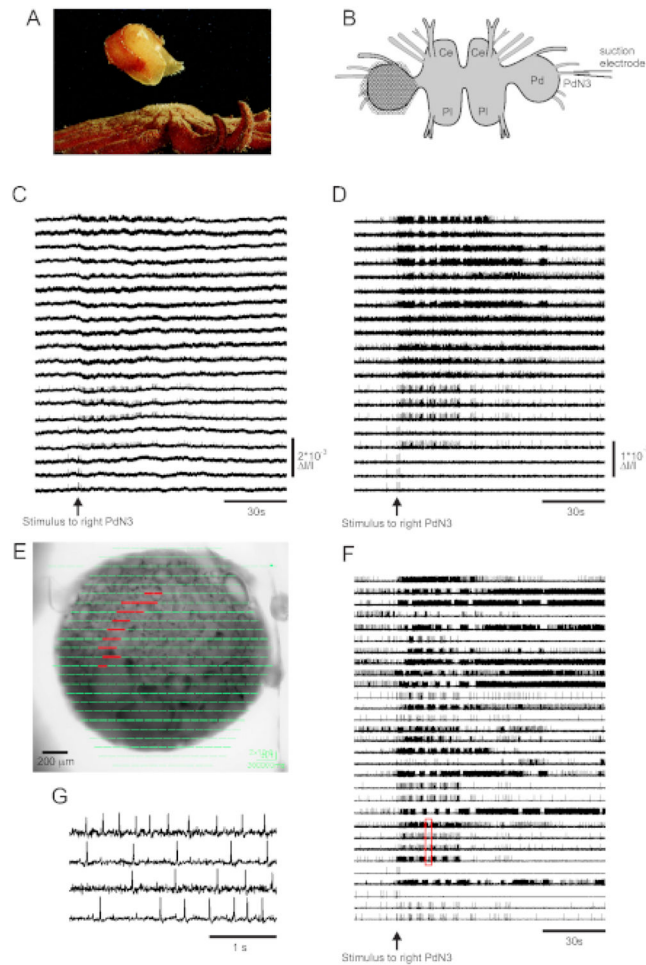 A
B
Ce
Ce
suction
electrode
Pd
PdN3
Pl
Pl
C
D
2*10⁻³
ΔI/I
30s
Stimulus to right PdN3
1*10
ΔI/I
30s
Stimulus to right PdN3
E
200 µm
F
G
1 s
30s
Stimulus to right PdN3